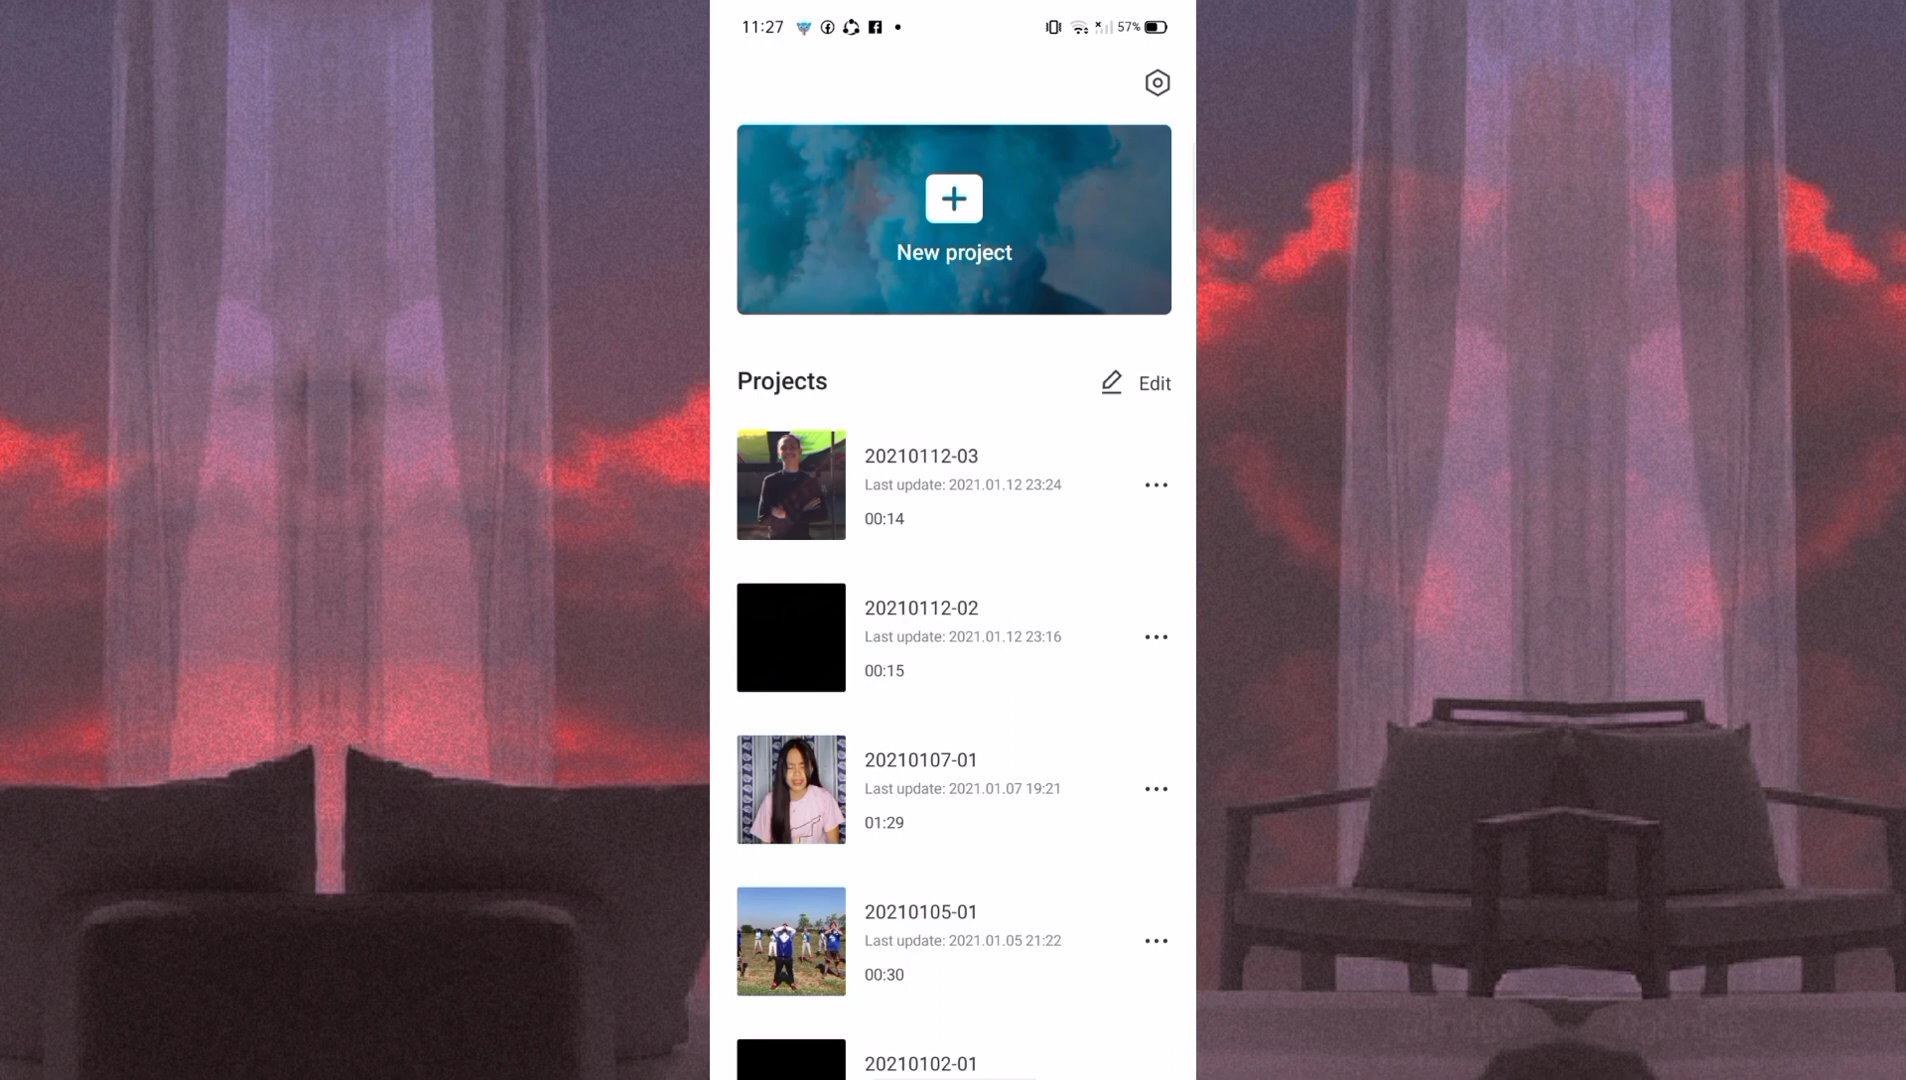 11:27
57%
New project
Projects
Edit
20210112-03
Last update: 2021.01.12 23:24
00:14
20210112-02
Last update: 2021.01.12 23:16
00:15
20210107-01
Last update: 2021.01.07 19:21
01:29
20210105-01
Last update: 2021.01.05 21:22
00:30
20210102-01